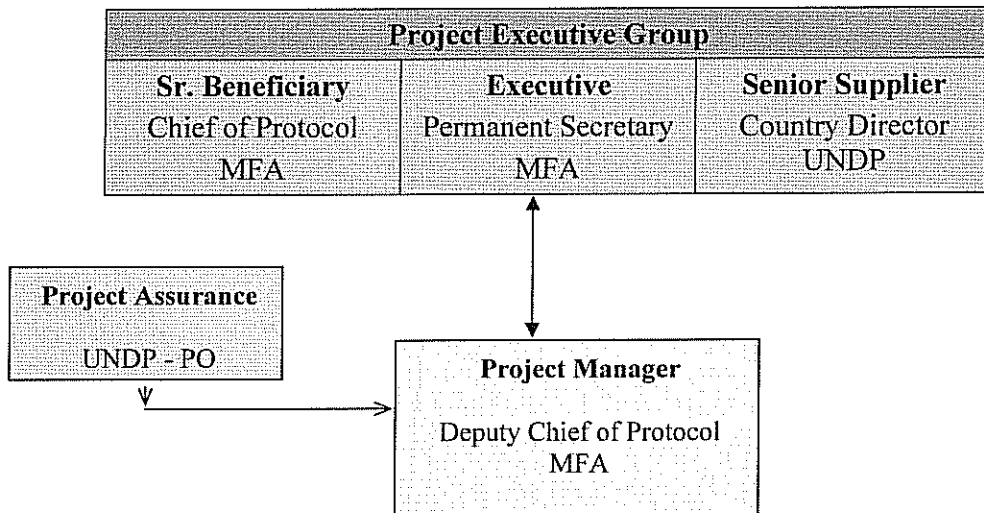 Project Executive Group
Sr. Beneficiary
Chief of Protocol
MFA
Executive
Permanent Secretary
MFA
Senior Supplier
Country Director
UNDP
Project Assurance
UNDP - PO
Project Manager
Deputy Chief of Protocol
MFA